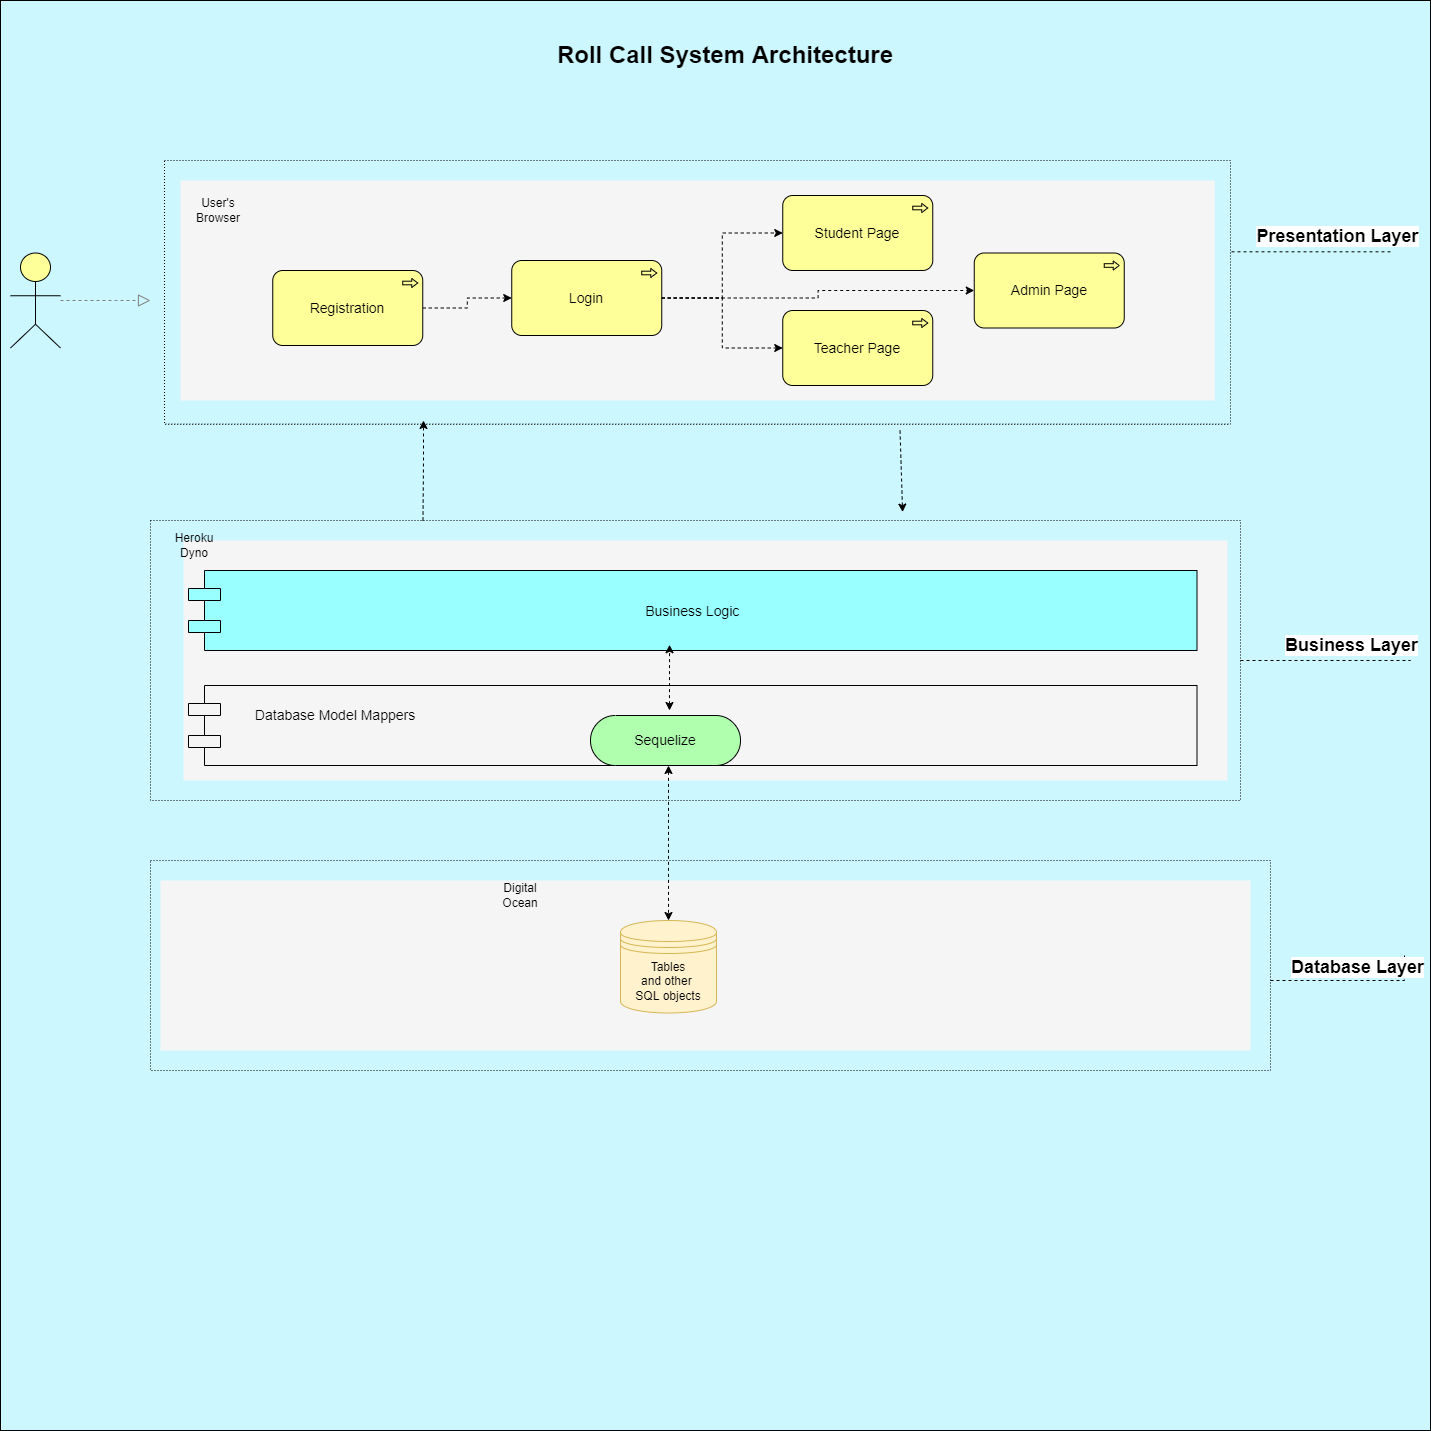 Roll Call System Architecture
User's
Browser
Student Page
Presentation Layer
Registration
Login
Admin Page
Teacher Page
Heroku
Dyno
Business Logic
Business Layer
Database Model Mappers
Sequelize
Digital
Ocean
Tables
and other
SQL objects
Database Layer